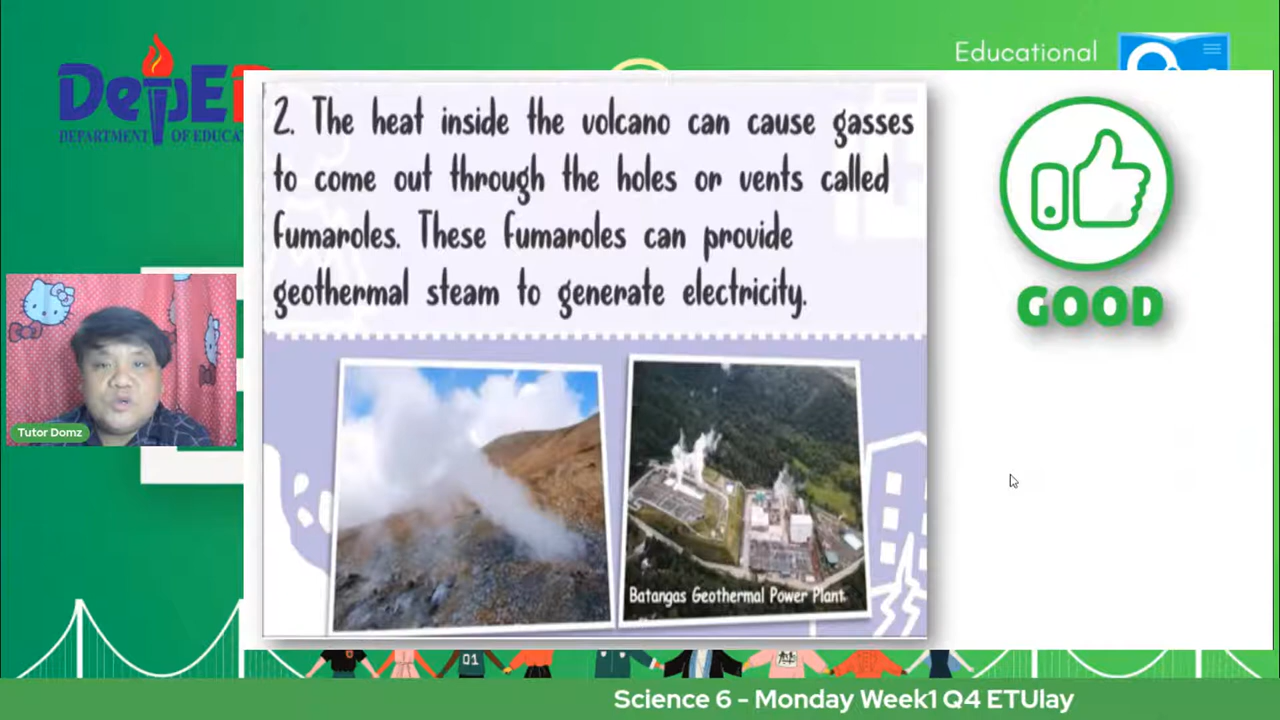 Educational
DepE
DEPARTMENT OF EDUCA
2. The heat inside the volcano can cause gasses
to come out through the holes or vents called
fumaroles. These fumaroles can provide
geothermal steam to generate electricity.
GOOD
Tutor Domz
Batangas Geothermal Power Plant
Q1
Science 6 - Monday Week1 Q4 ETUlay